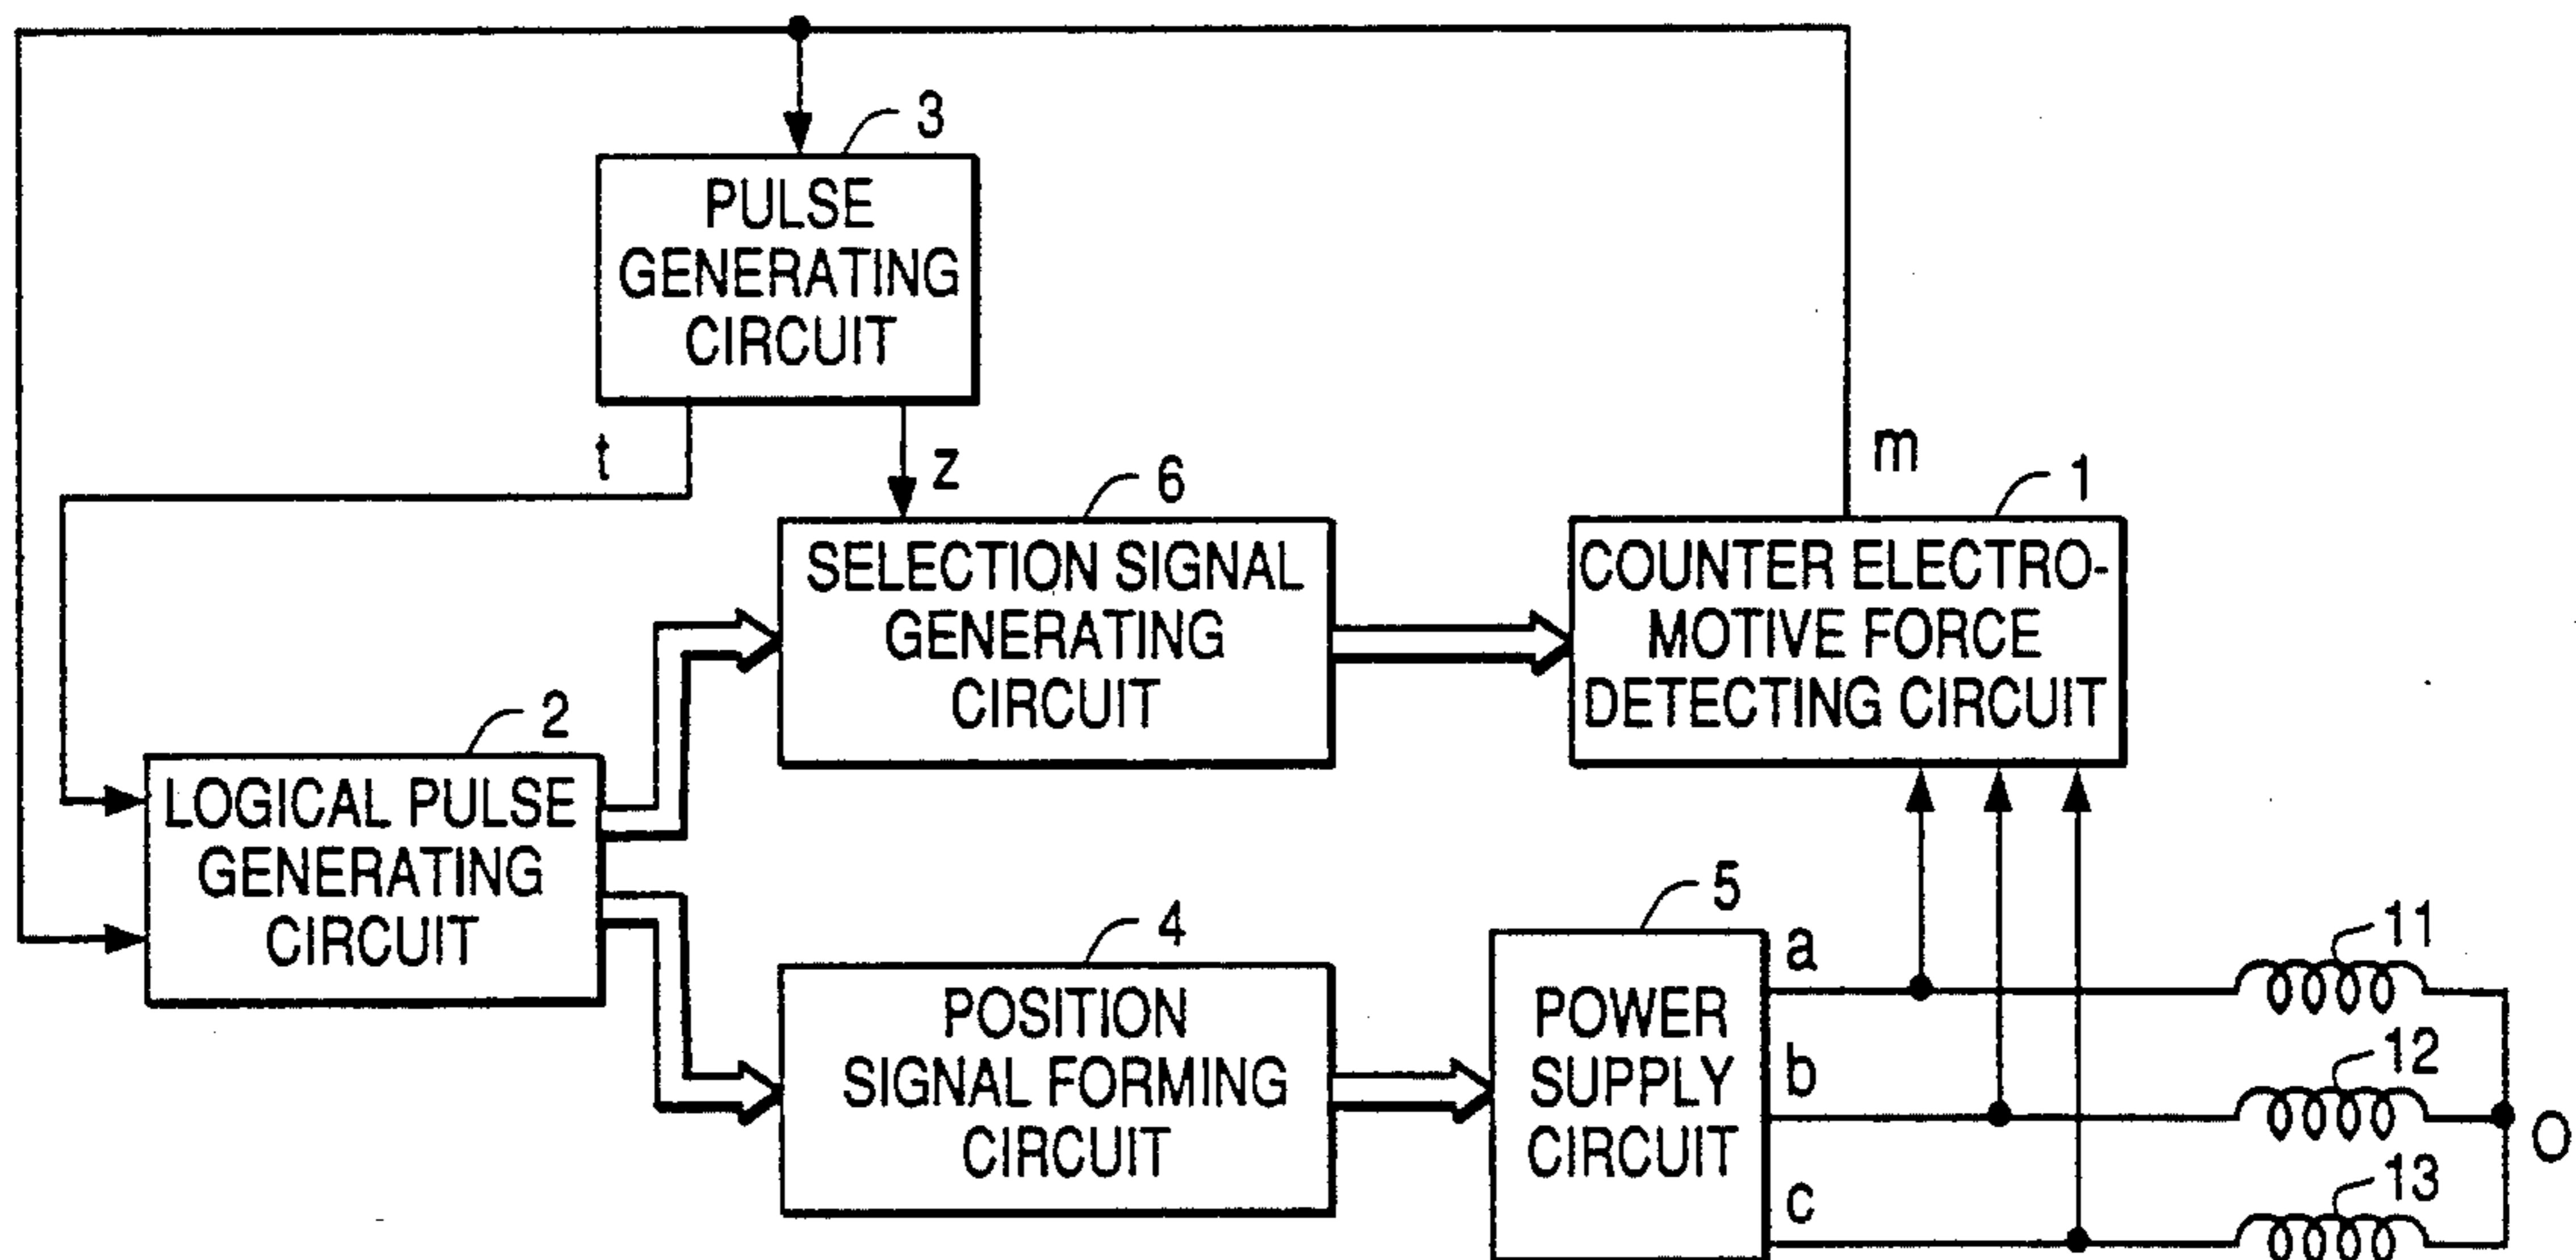 3
PULSE
GENERATING
CIRCUIT
t
z
m
6
SELECTION SIGNAL
GENERATING
CIRCUIT
1
COUNTER ELECTRO-
MOTIVE FORCE
DETECTING CIRCUIT
2
LOGICAL PULSE
GENERATING
CIRCUIT
4
POSITION
SIGNAL FORMING
CIRCUIT
5
POWER
SUPPLY
CIRCUIT
a
b
c
11
12
13
O